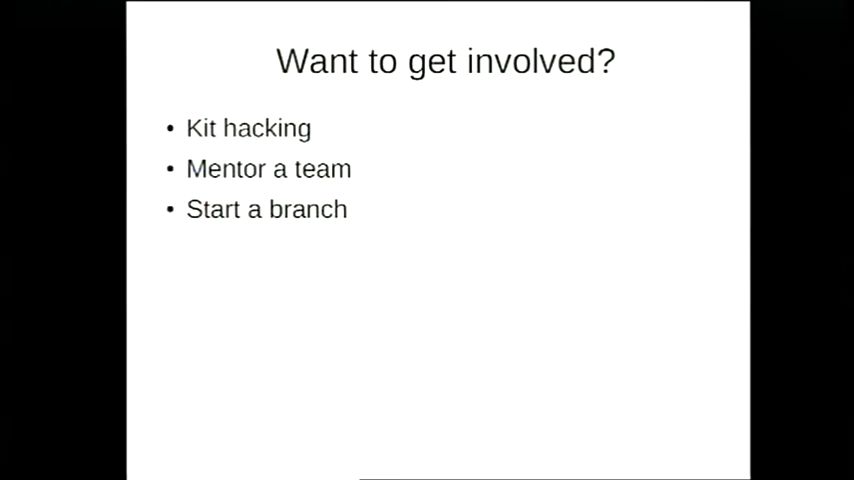 Want to get involved?
• Kit hacking
• Mentor a team
• Start a branch